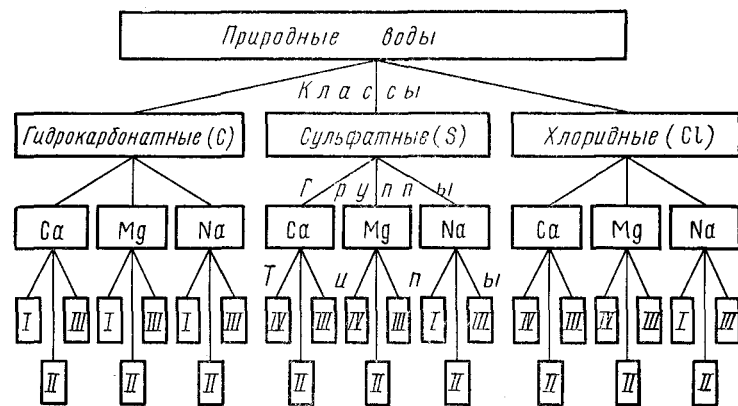 Природные воды
Классы
Гидрокарбонатные (С) Сульфатные (S) Хлоридные (Cl)
Группы
Ca Mg Na Ca Mg Na Ca Mg Na
Типы
I III I III I III IV III IV III I III IV III IV III I III
II II II II II II II II II